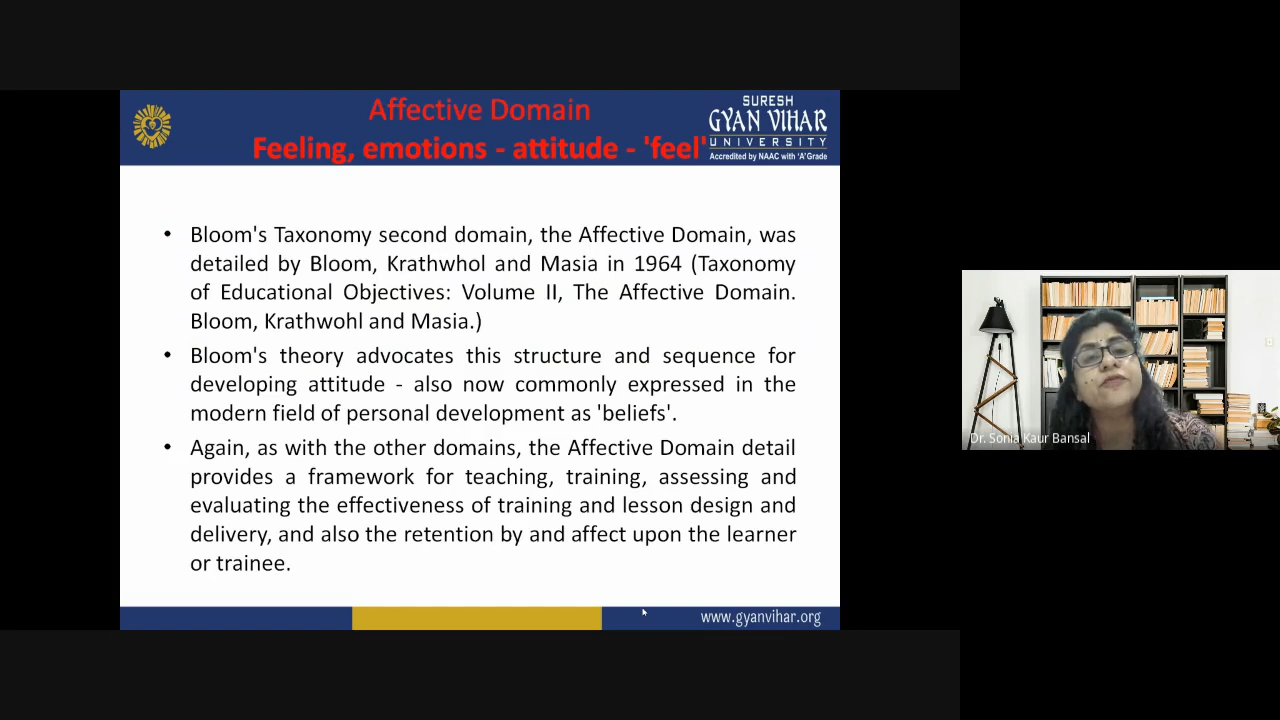 Affective Domain
Feeling, emotions - attitude - 'feel'
SURESH
GYAN VIHAR
UNIVERSITY
Accredited by NAAC with 'A'Grade
• Bloom's Taxonomy second domain, the Affective Domain, was
detailed by Bloom, Krathwhol and Masia in 1964 (Taxonomy
of Educational Objectives: Volume II, The Affective Domain.
Bloom, Krathwohl and Masia.)
• Bloom's theory advocates this structure and sequence for
developing attitude - also now commonly expressed in the
modern field of personal development as 'beliefs'.
• Again, as with the other domains, the Affective Domain detail
provides a framework for teaching, training, assessing and
evaluating the effectiveness of training and lesson design and
delivery, and also the retention by and affect upon the learner
or trainee.
www.gyanvihar.org
Dr. Sonia Kaur Bansal